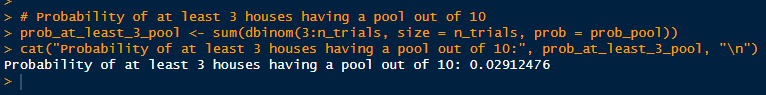 >
> # Probability of at least 3 houses having a pool out of 10
> prob_at_least_3_pool <- sum(dbinom(3:n_trials, size = n_trials, prob = prob_pool))
> cat("Probability of at least 3 houses having a pool out of 10:", prob_at_least_3_pool, "\n")
Probability of at least 3 houses having a pool out of 10: 0.02912476
>